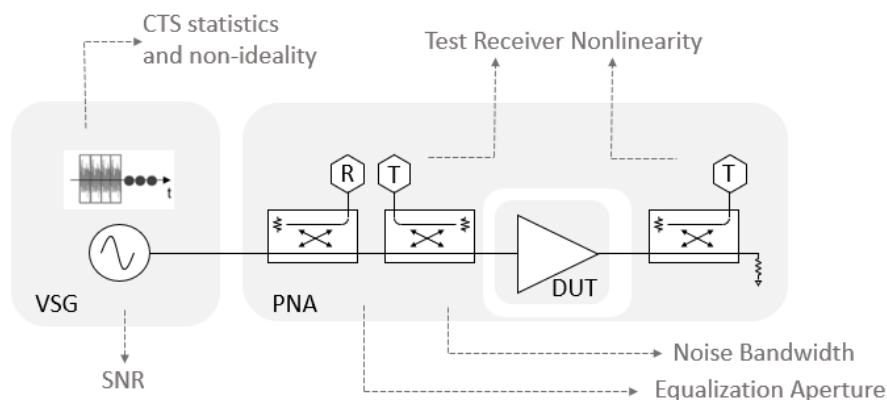 CTS statistics
and non-ideality
Test Receiver Nonlinearity
R
T
T
t
VSG
PNA
DUT
SNR
Noise Bandwidth
Equalization Aperture